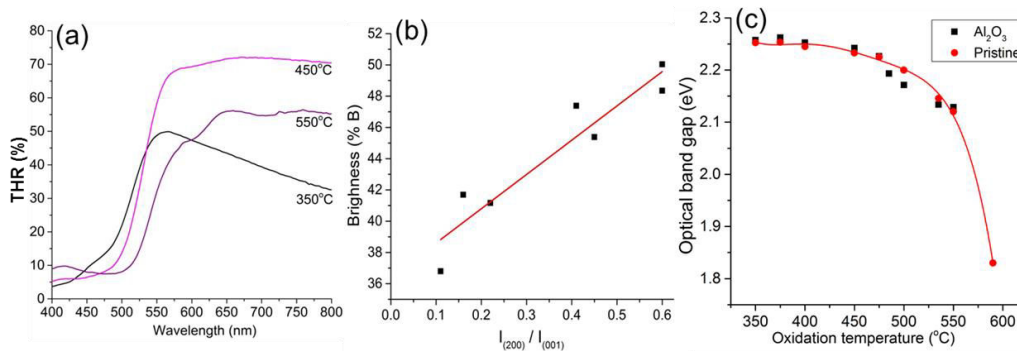 (a)
THR (%)
80
70
60
50
40
30
20
10
0
450°C
550°C
350°C
400 450 500 550 600 650 700 750 800
Wavelength (nm)
(b)
Brighness (% B)
52
50
48
46
44
42
40
38
36
0.0 0.1 0.2 0.3 0.4 0.5 0.6
I(200) / I(001)
(c)
Optical band gap (eV)
2.3
2.2
2.1
2.0
1.9
1.8
Al2O3
Pristine
350 400 450 500 550 600
Oxidation temperature (°C)